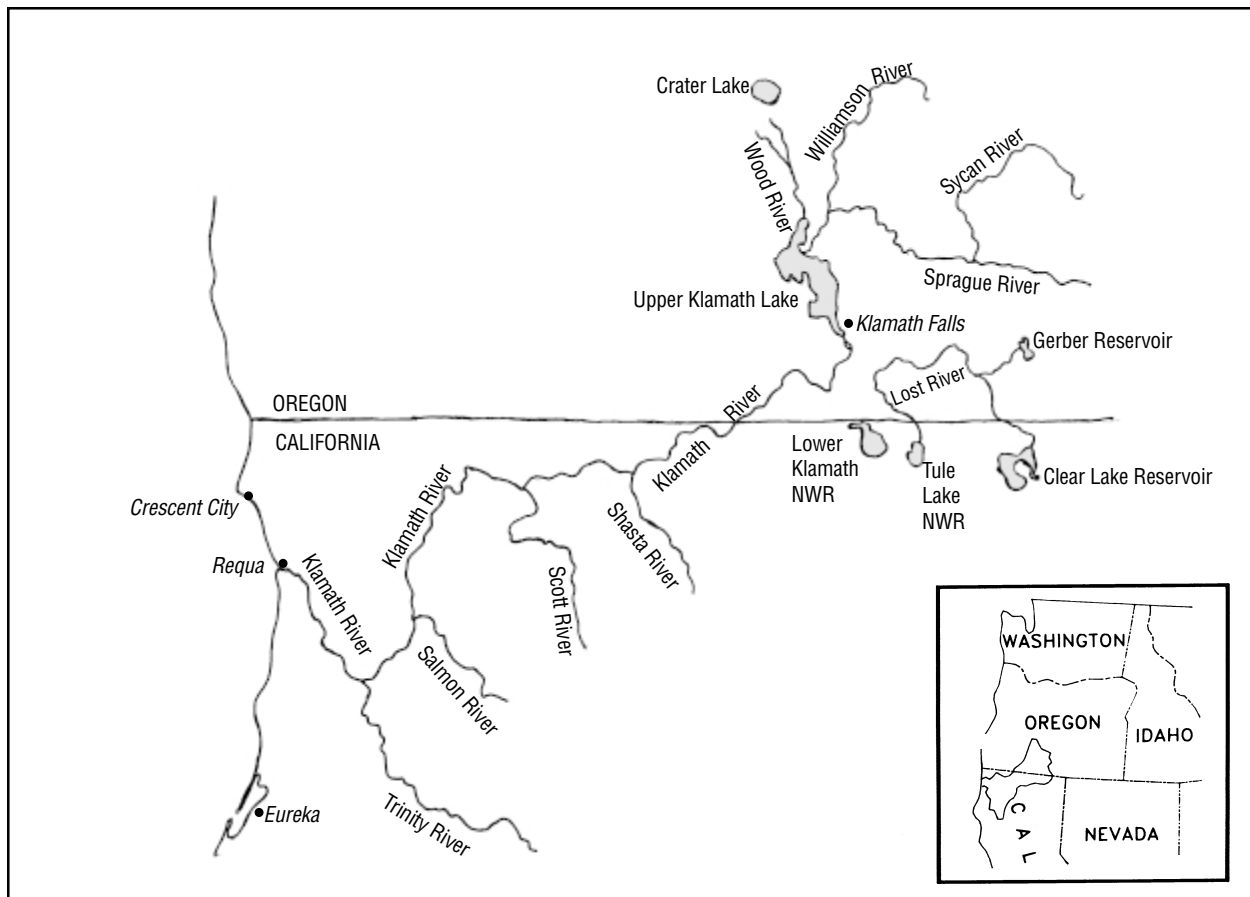 Crater Lake
Williamson River
Wood River
Sycan River
Sprague River
Upper Klamath Lake
Klamath Falls
Gerber Reservoir
Lost River
OREGON
CALIFORNIA
Klamath River
Lower
Klamath
NWR
Tule
Lake
NWR
Clear Lake Reservoir
Klamath River
Shasta River
Crescent City
Scott River
Requa
Klamath River
Salmon River
Trinity River
Eureka
WASHINGTON
OREGON
IDAHO
CAL
NEVADA